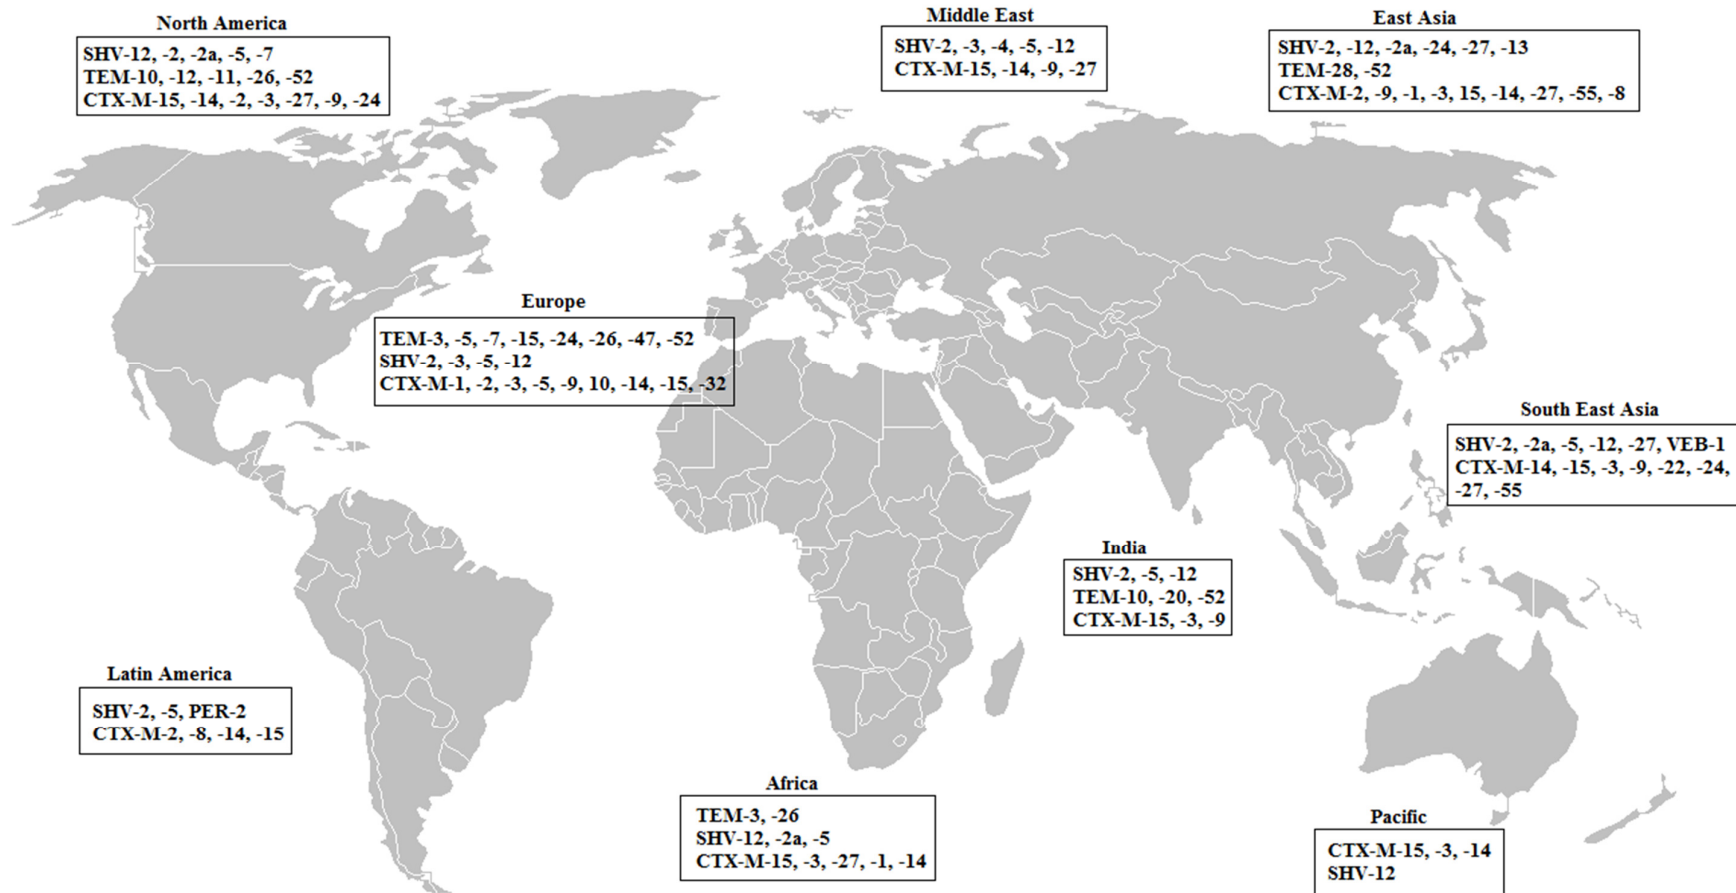 North America
SHV-12, -2, -2a, -5, -7
TEM-10, -12, -11, -26, -52
CTX-M-15, -14, -2, -3, -27, -9, -24
Middle East
SHV-2, -3, -4, -5, -12
CTX-M-15, -14, -9, -27
East Asia
SHV-2, -12, -2a, -24, -27, -13
TEM-28, -52
CTX-M-2, -9, -1, -3, 15, -14, -27, -55, -8
Europe
TEM-3, -5, -7, -15, -24, -26, -47, -52
SHV-2, -3, -5, -12
CTX-M-1, -2, -3, -5, -9, 10, -14, -15, -32
South East Asia
SHV-2, -2a, -5, -12, -27, VEB-1
CTX-M-14, -15, -3, -9, -22, -24,
-27, -55
India
SHV-2, -5, -12
TEM-10, -20, -52
CTX-M-15, -3, -9
Latin America
SHV-2, -5, PER-2
CTX-M-2, -8, -14, -15
Africa
TEM-3, -26
SHV-12, -2a, -5
CTX-M-15, -3, -27, -1, -14
Pacific
CTX-M-15, -3, -14
SHV-12